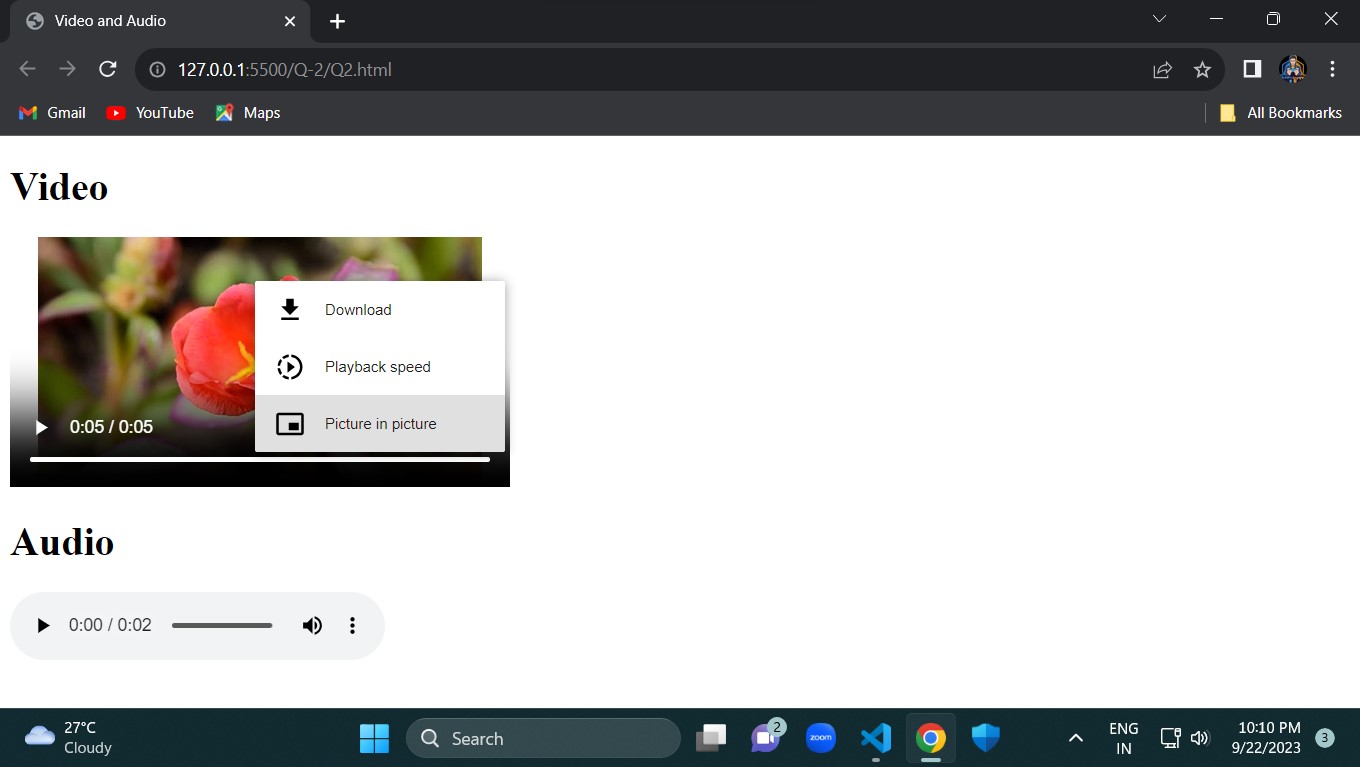 Video and Audio
127.0.0.1:5500/Q-2/Q2.html
Gmail YouTube Maps All Bookmarks
Video
Download
Playback speed
Picture in picture
0:05 / 0:05
Audio
0:00 / 0:02
27°C
Cloudy
Search
2
zoom
ENG
IN
10:10 PM
9/22/2023
3